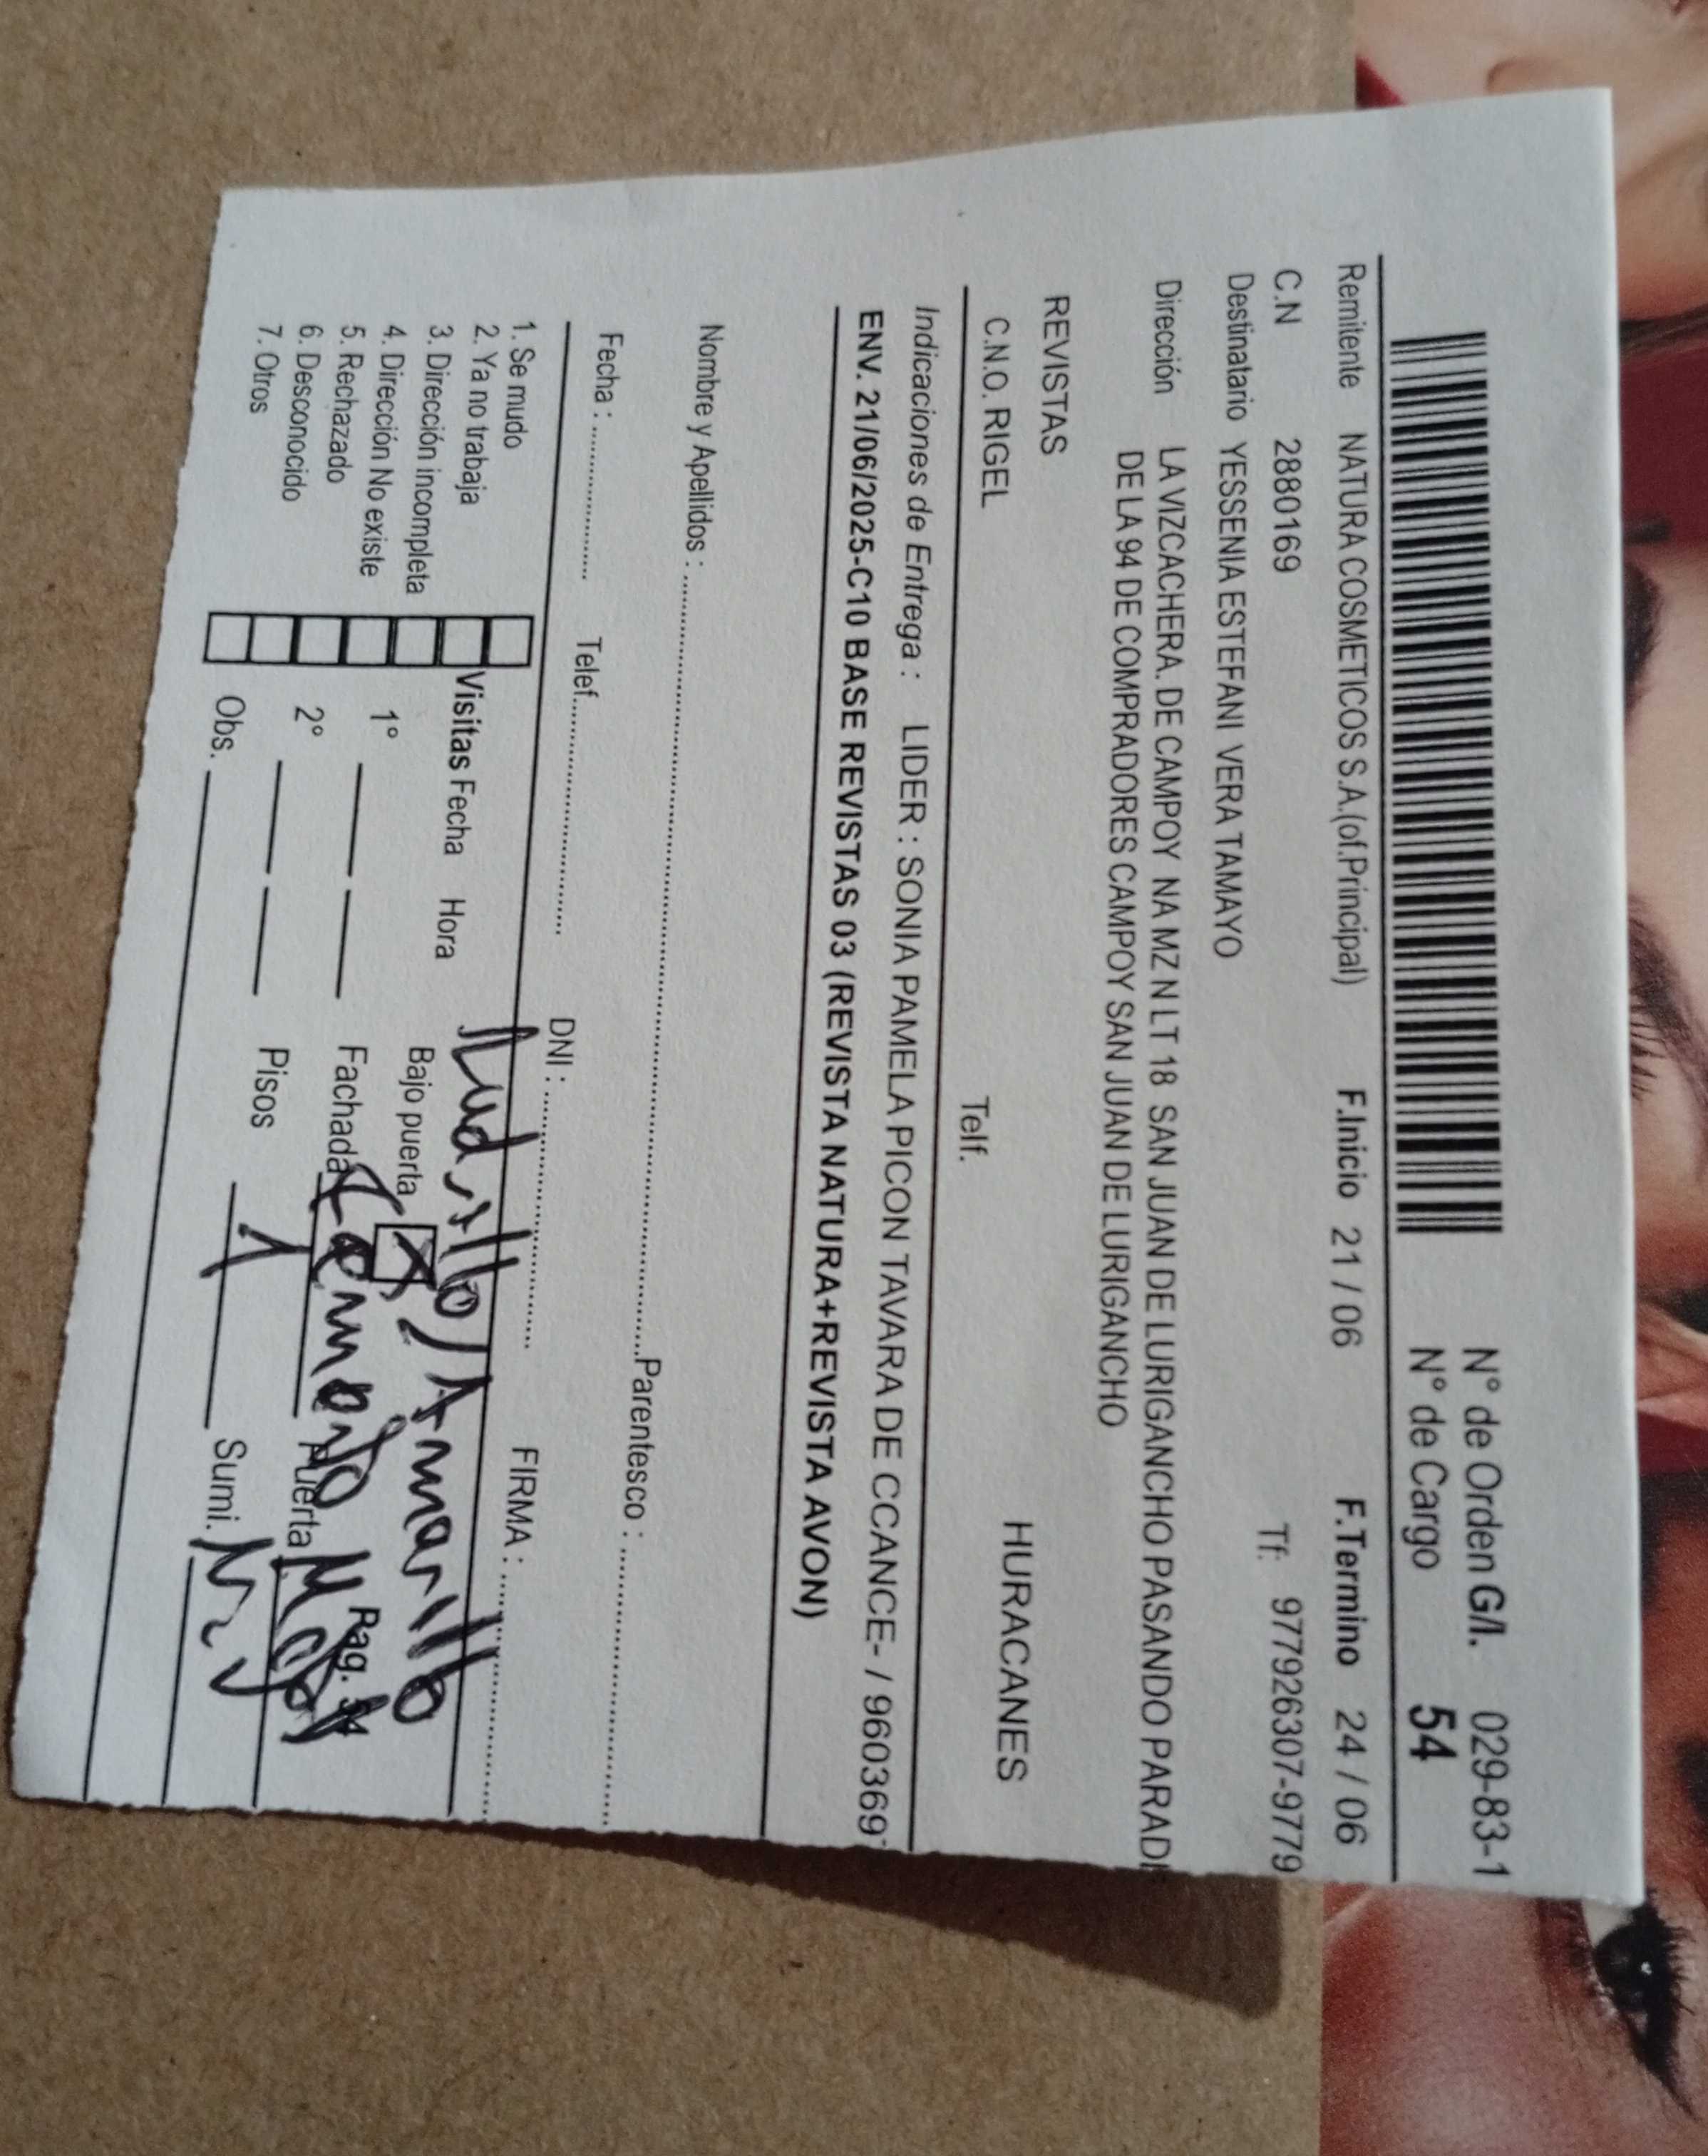 N° de Orden G/I. 029-83-1
N° de Cargo 54
Remitente NATURA COSMETICOS S.A.(of.Principal) F.Inicio 21 / 06 F.Termino 24 / 06
C.N 2880169 Tf: 977926307-9779
Destinatario YESSENIA ESTEFANI VERA TAMAYO
Dirección LA VIZCACHERA. DE CAMPOY NA MZ N LT 18 SAN JUAN DE LURIGANCHO PASANDO PARADE
DE LA 94 DE COMPRADORES CAMPOY SAN JUAN DE LURIGANCHO
REVISTAS HURACANES
C.N.O. RIGEL Telf.
Indicaciones de Entrega : LIDER : SONIA PAMELA PICON TAVARA DE CCANCE- / 9603697
ENV. 21/06/2025-C10 BASE REVISTAS 03 (REVISTA NATURA+REVISTA AVON)
Nombre y Apellidos : Parentesco :
Fecha : Telef. DNI : FIRMA :
1. Se mudo
2. Ya no trabaja Visitas Fecha Hora Bajo puerta
3. Dirección incompleta
4. Dirección No existe 1° Fachada Pag.
5. Rechazado
6. Desconocido 2° Pisos 1 Puerta
7. Otros Obs. Sumi.
Ladrillo / Amarillo